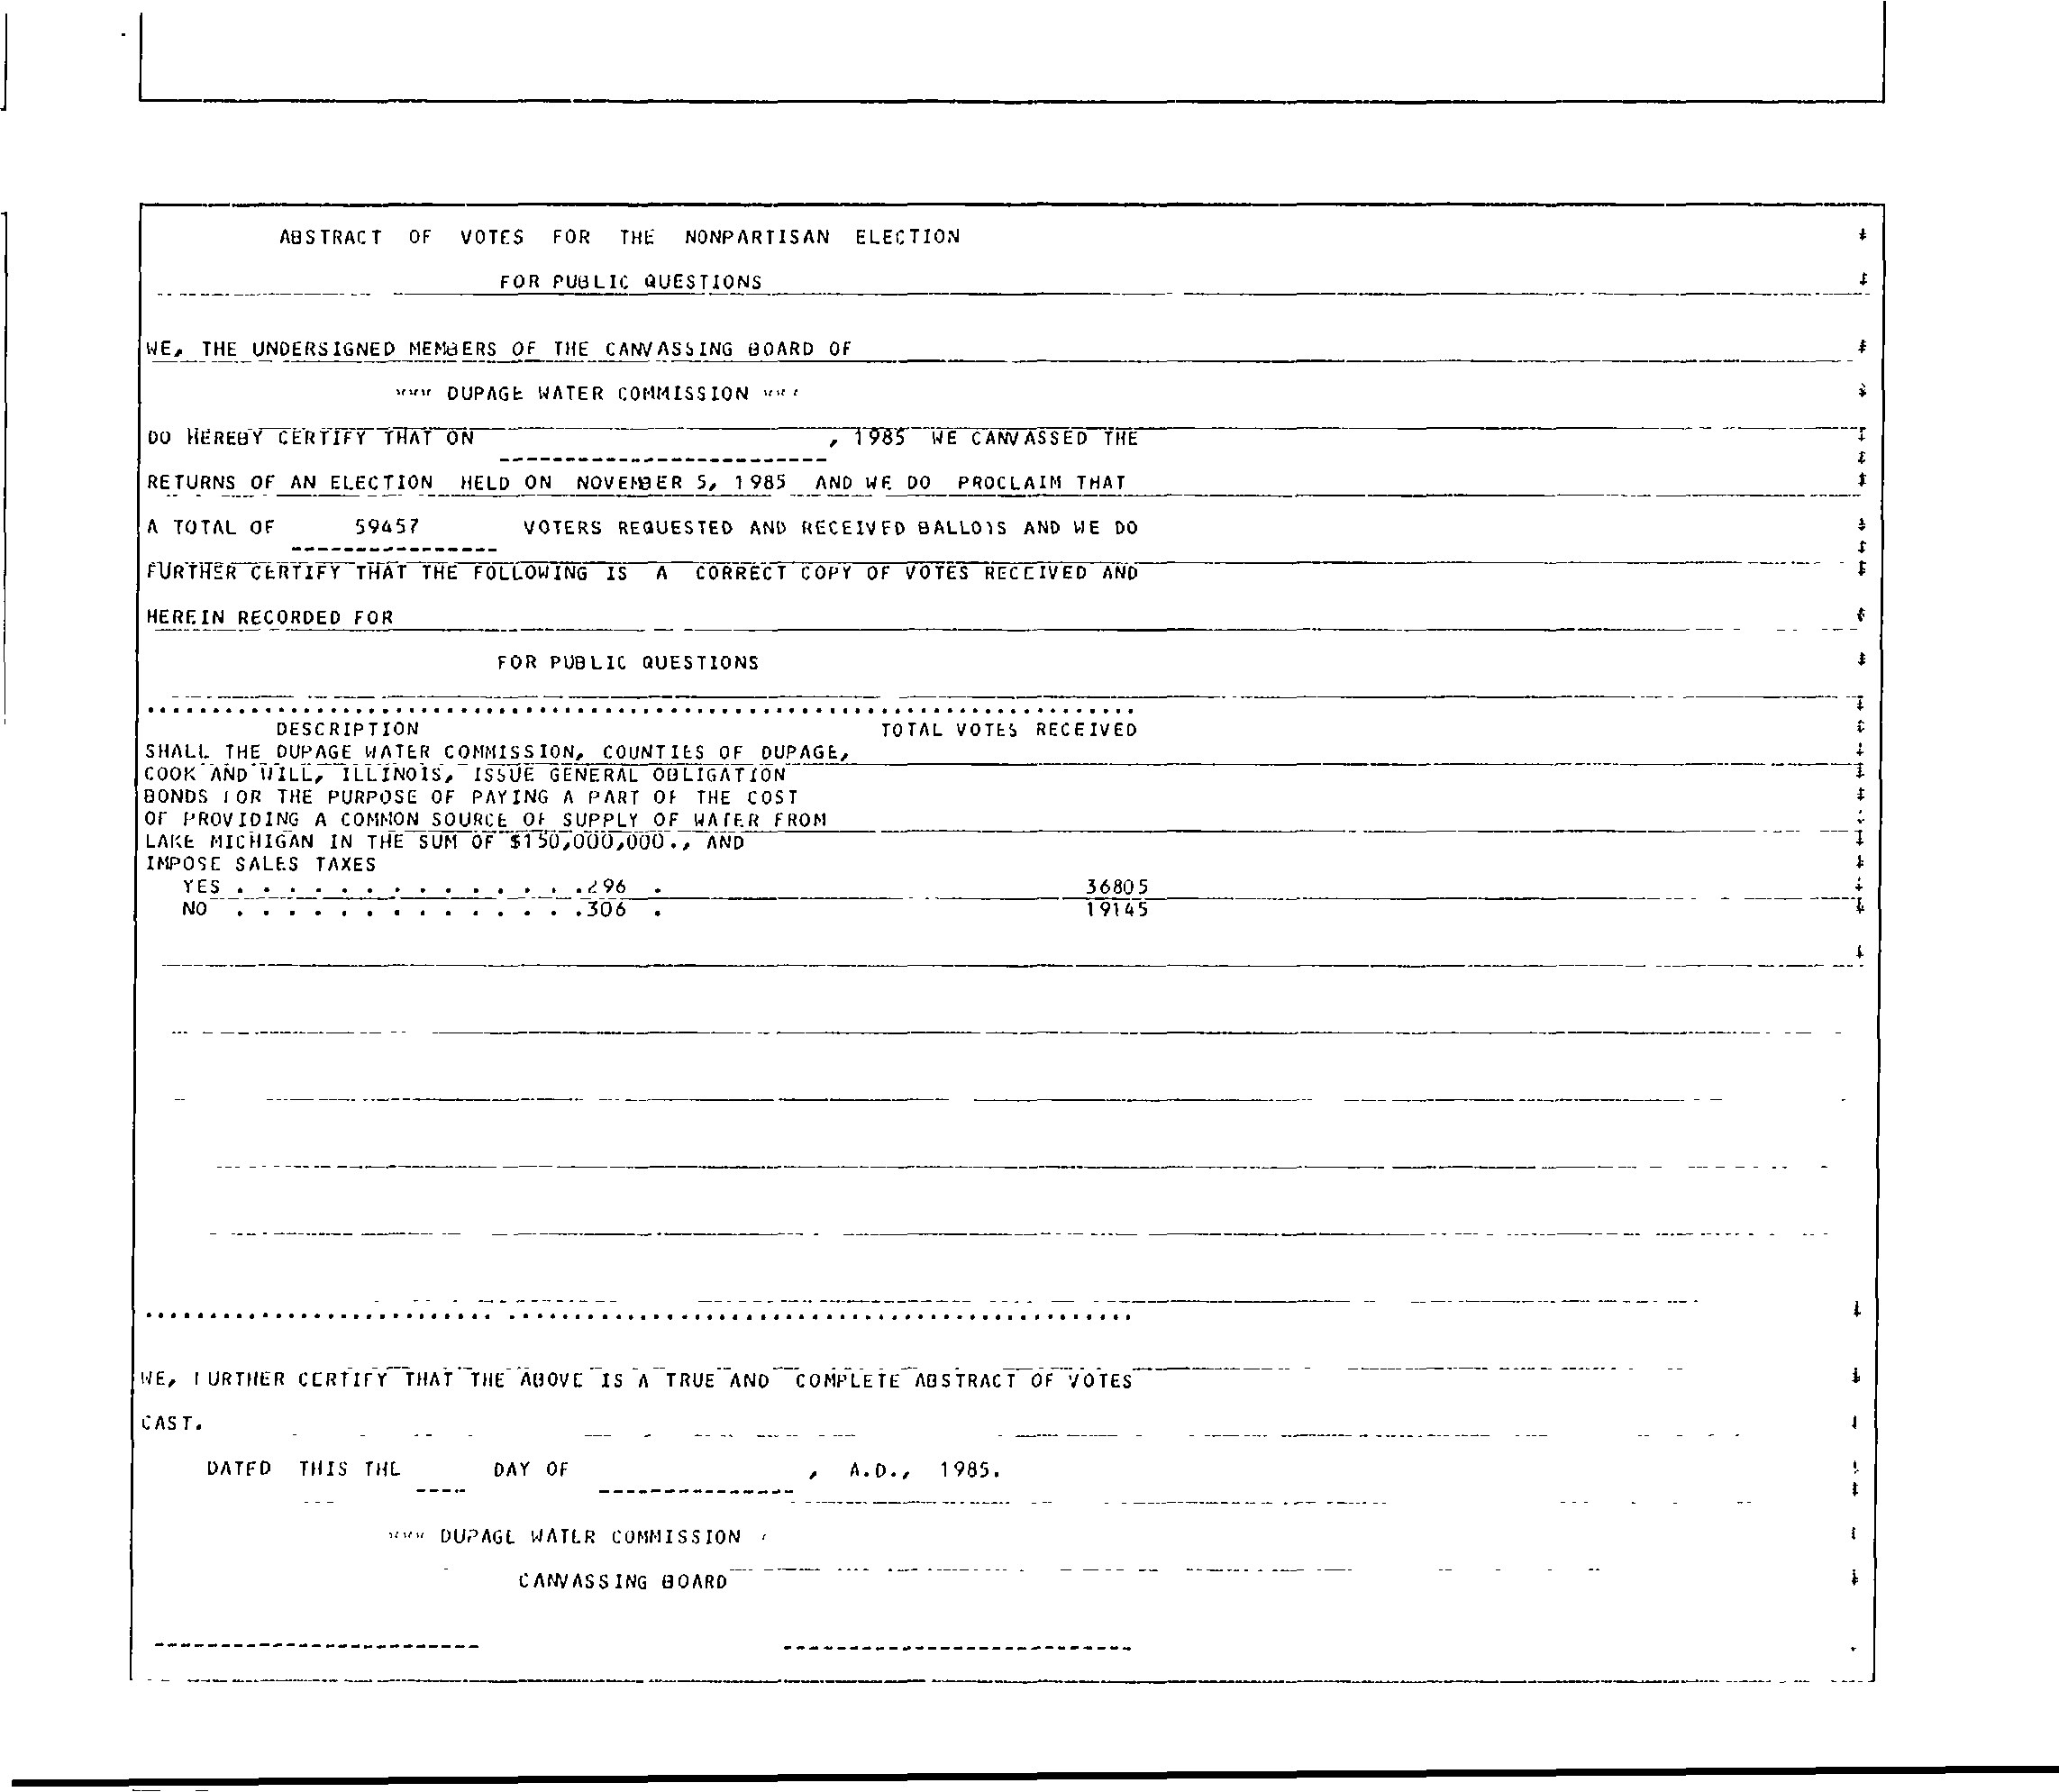 ABSTRACT OF VOTES FOR THE NONPARTISAN ELECTION
FOR PUBLIC QUESTIONS
WE, THE UNDERSIGNED MEMBERS OF THE CANVASSING BOARD OF
*** DUPAGE WATER COMMISSION ***
DO HEREBY CERTIFY THAT ON , 1985 WE CANVASSED THE
RETURNS OF AN ELECTION HELD ON NOVEMBER 5, 1985 AND WE DO PROCLAIM THAT
A TOTAL OF 59457 VOTERS REQUESTED AND RECEIVED BALLOTS AND WE DO
FURTHER CERTIFY THAT THE FOLLOWING IS A CORRECT COPY OF VOTES RECEIVED AND
HEREIN RECORDED FOR
FOR PUBLIC QUESTIONS
DESCRIPTION TOTAL VOTES RECEIVED
SHALL THE DUPAGE WATER COMMISSION, COUNTIES OF DUPAGE,
COOK AND WILL, ILLINOIS, ISSUE GENERAL OBLIGATION
BONDS FOR THE PURPOSE OF PAYING A PART OF THE COST
OF PROVIDING A COMMON SOURCE OF SUPPLY OF WATER FROM
LAKE MICHIGAN IN THE SUM OF $150,000,000., AND
IMPOSE SALES TAXES
YES . . . . . . . . . . . . . .296 . 36805
NO . . . . . . . . . . . . . .306 . 19145
WE, FURTHER CERTIFY THAT THE ABOVE IS A TRUE AND COMPLETE ABSTRACT OF VOTES
CAST.
DATED THIS THE DAY OF , A.D., 1985.
*** DUPAGE WATER COMMISSION
CANVASSING BOARD